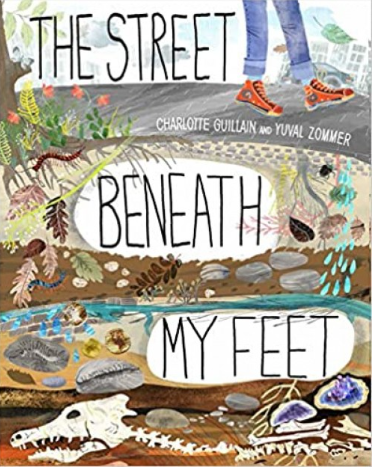 THE STREET
CHARLOTTE GUILLAIN AND YUVAL ZOMMER
BENEATH
MY FEET